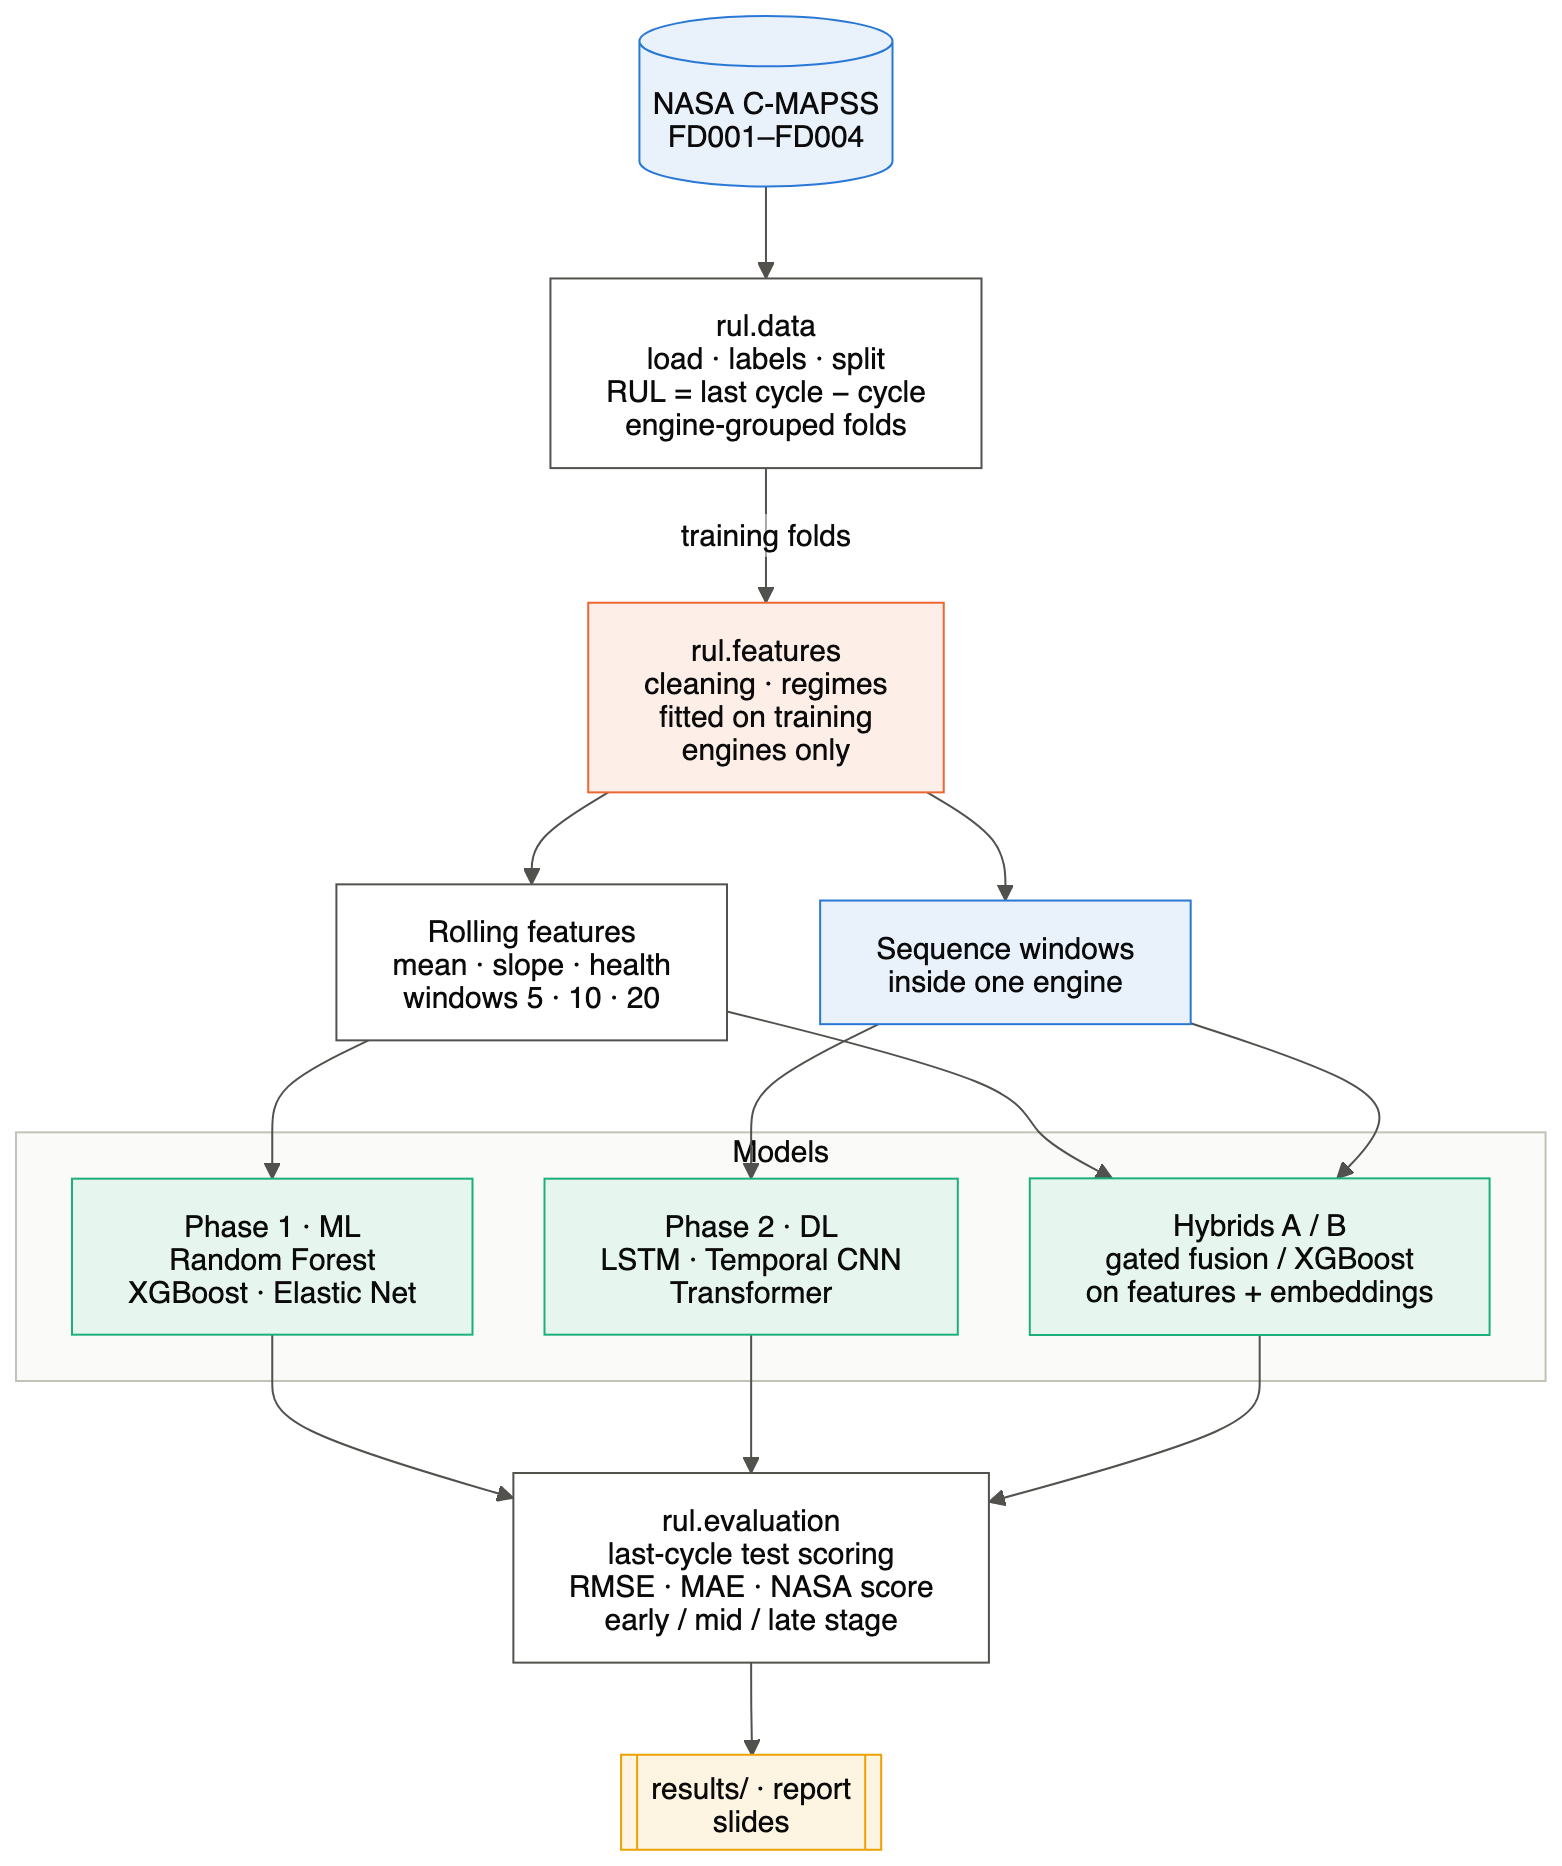 NASA C-MAPSS
FD001–FD004
rul.data
load · labels · split
RUL = last cycle − cycle
engine-grouped folds
training folds
rul.features
cleaning · regimes
fitted on training
engines only
Rolling features
mean · slope · health
windows 5 · 10 · 20
Sequence windows
inside one engine
Models
Phase 1 · ML
Random Forest
XGBoost · Elastic Net
Phase 2 · DL
LSTM · Temporal CNN
Transformer
Hybrids A / B
gated fusion / XGBoost
on features + embeddings
rul.evaluation
last-cycle test scoring
RMSE · MAE · NASA score
early / mid / late stage
results/ · report
slides